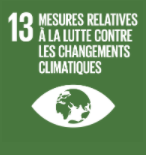 13 MESURES RELATIVES
À LA LUTTE CONTRE
LES CHANGEMENTS
CLIMATIQUES